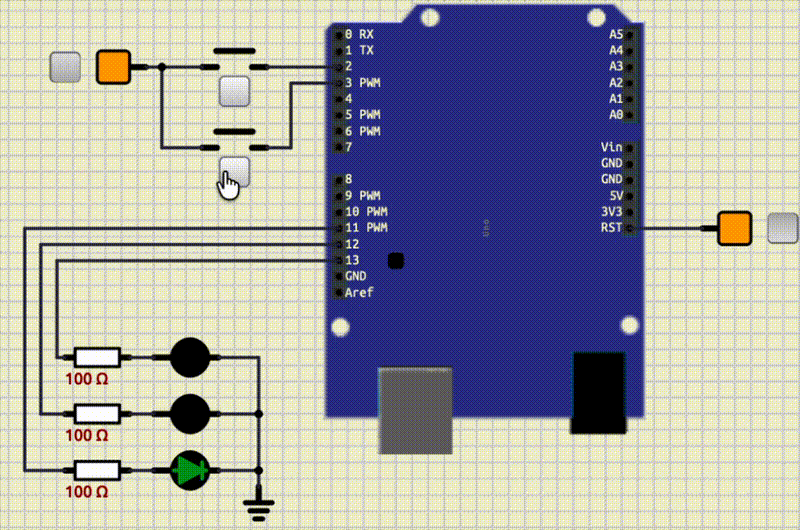 0 RX
1 TX
2
3 PWM
4
5 PWM
6 PWM
7
8
9 PWM
10 PWM
11 PWM
12
13
GND
Aref
A5
A4
A3
A2
A1
A0
Vin
GND
GND
5V
3V3
RST
Uno
100 Ω
100 Ω
100 Ω